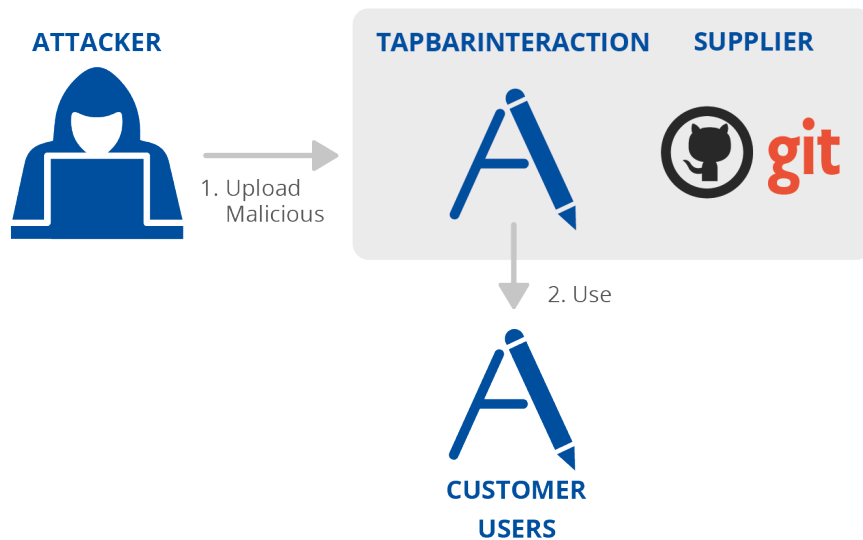 ATTACKER
TAPBARINTERACTION
SUPPLIER
git
1. Upload
Malicious
2. Use
CUSTOMER
USERS